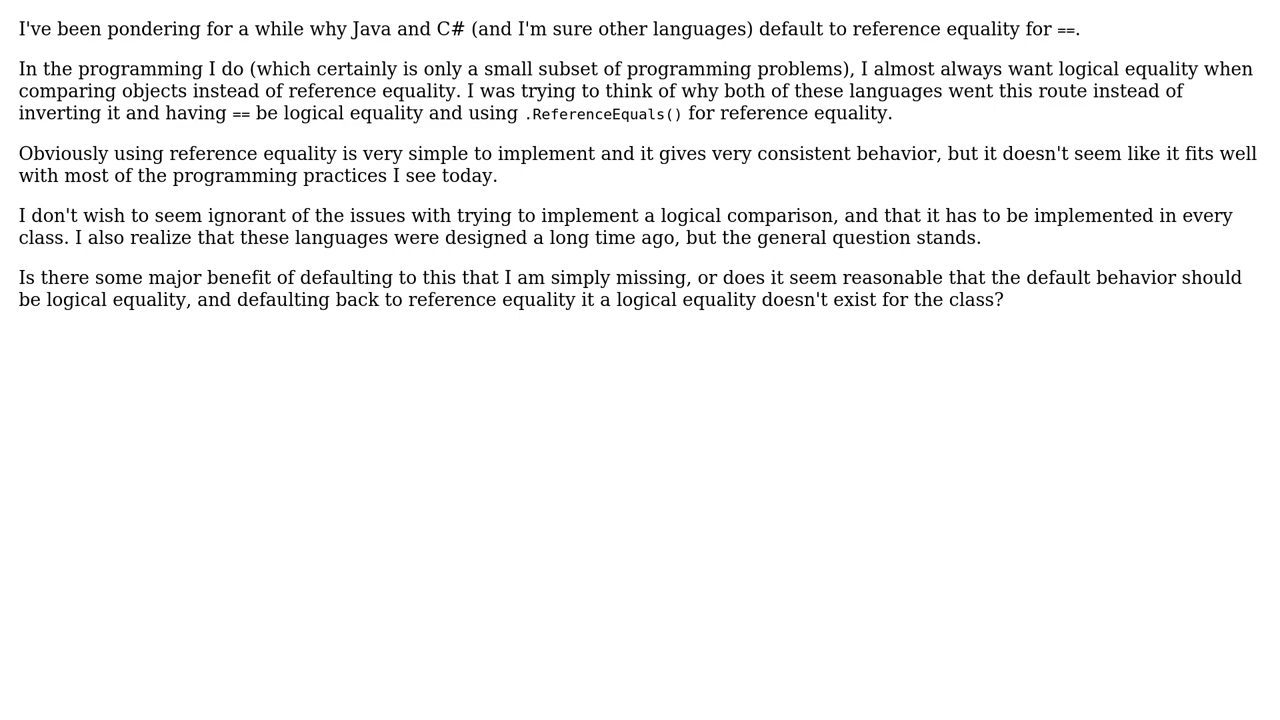 I've been pondering for a while why Java and C# (and I'm sure other languages) default to reference equality for ==.
In the programming I do (which certainly is only a small subset of programming problems), I almost always want logical equality when
comparing objects instead of reference equality. I was trying to think of why both of these languages went this route instead of
inverting it and having == be logical equality and using .ReferenceEquals() for reference equality.
Obviously using reference equality is very simple to implement and it gives very consistent behavior, but it doesn't seem like it fits well
with most of the programming practices I see today.
I don't wish to seem ignorant of the issues with trying to implement a logical comparison, and that it has to be implemented in every
class. I also realize that these languages were designed a long time ago, but the general question stands.
Is there some major benefit of defaulting to this that I am simply missing, or does it seem reasonable that the default behavior should
be logical equality, and defaulting back to reference equality it a logical equality doesn't exist for the class?